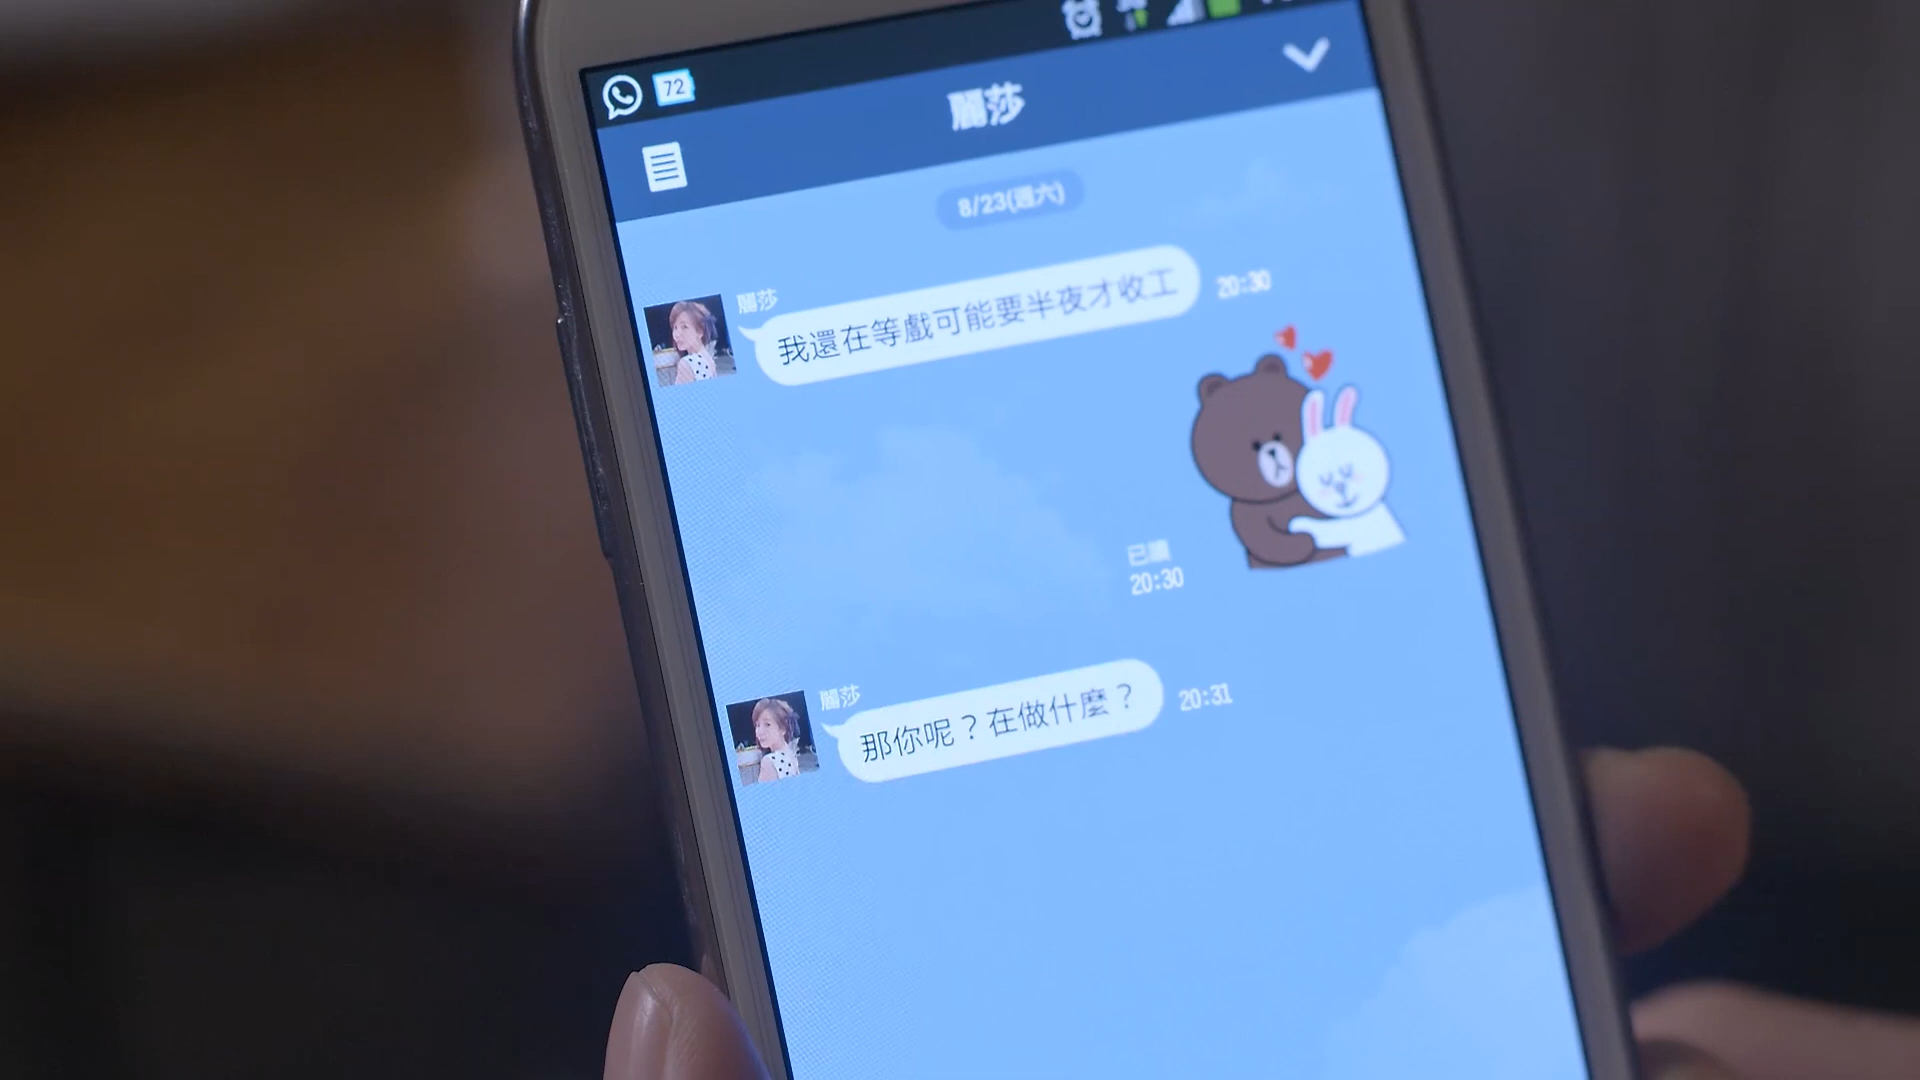 72
麗莎
8/23(週六)
麗莎
我還在等戲可能要半夜才收工
20:30
已讀
20:30
麗莎
那你呢？在做什麼？
20:31